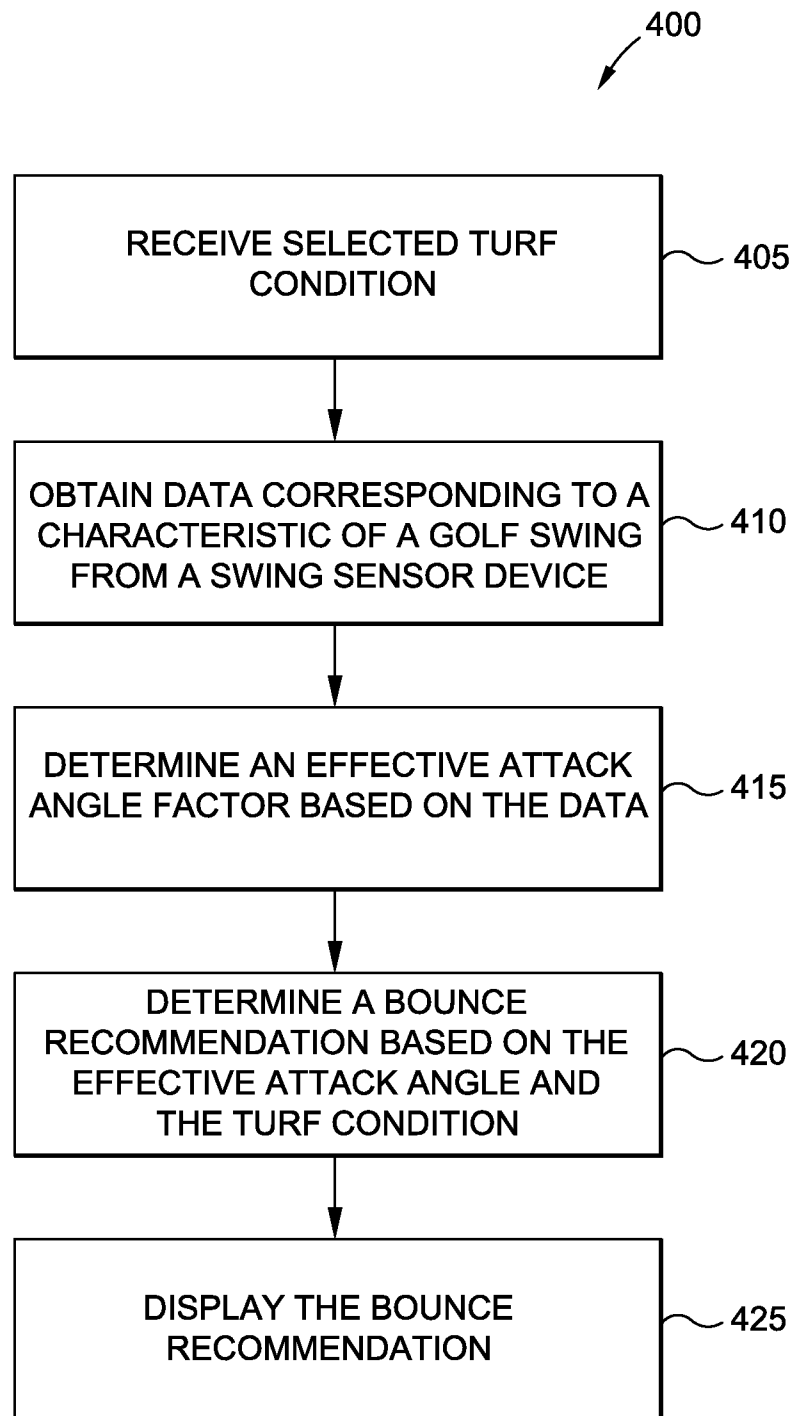 400
RECEIVE SELECTED TURF
CONDITION
405
OBTAIN DATA CORRESPONDING TO A
CHARACTERISTIC OF A GOLF SWING
FROM A SWING SENSOR DEVICE
410
DETERMINE AN EFFECTIVE ATTACK
ANGLE FACTOR BASED ON THE DATA
415
DETERMINE A BOUNCE
RECOMMENDATION BASED ON THE
EFFECTIVE ATTACK ANGLE AND
THE TURF CONDITION
420
DISPLAY THE BOUNCE
RECOMMENDATION
425